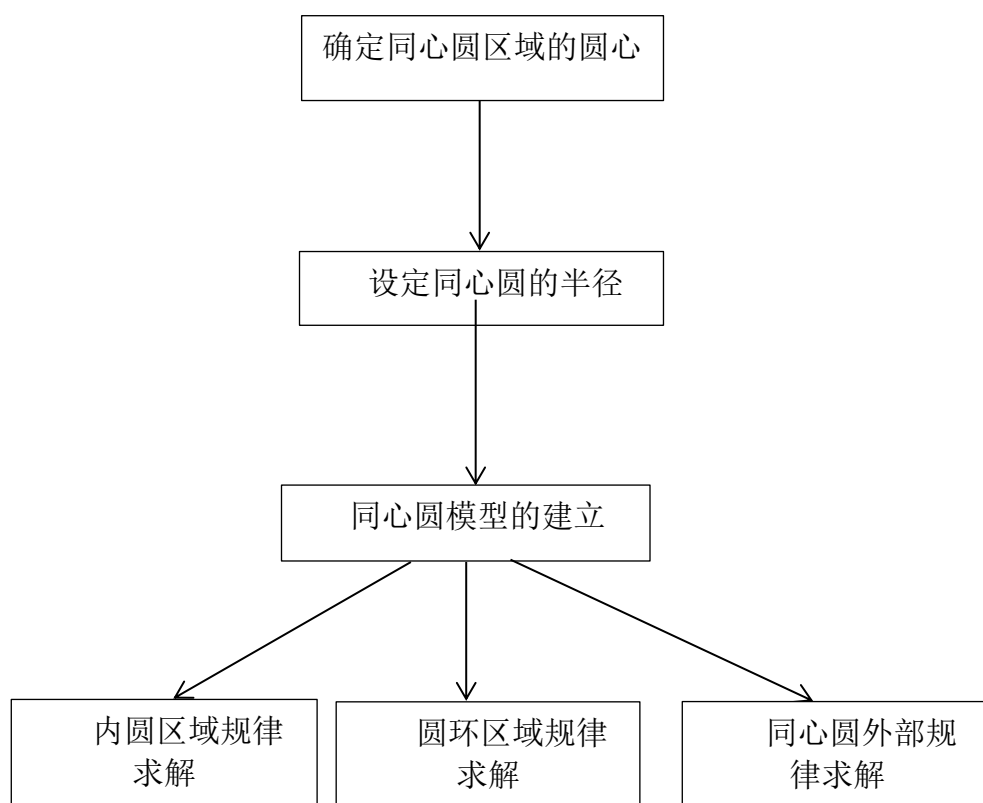 确定同心圆区域的圆心
设定同心圆的半径
同心圆模型的建立
内圆区域规律
求解
圆环区域规律
求解
同心圆外部规
律求解